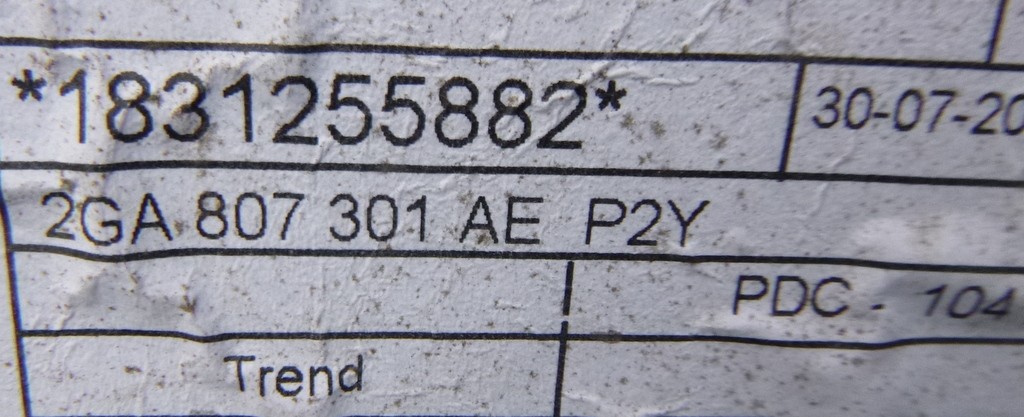 *1831255882* 30-07-20
2GA 807 301 AE P2Y
PDC - 104
Trend